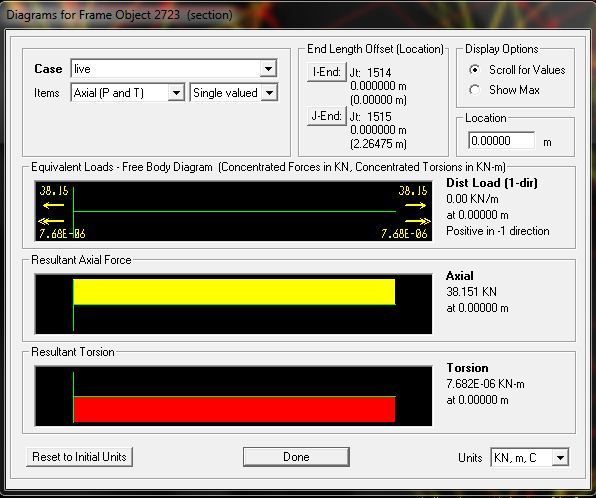 Diagrams for Frame Object 2723 (section)
Case live
Items Axial (P and T) Single valued
End Length Offset (Location)
I-End: Jt: 1514
0.000000 m
(0.00000 m)
J-End: Jt: 1515
0.000000 m
(2.26475 m)
Display Options
Scroll for Values
Show Max
Location
0.00000 m
Equivalent Loads - Free Body Diagram (Concentrated Forces in KN, Concentrated Torsions in KN-m)
38.15 38.15
7.68E-06 7.68E-06
Dist Load (1-dir)
0.00 KN/m
at 0.00000 m
Positive in -1 direction
Resultant Axial Force
Axial
38.151 KN
at 0.00000 m
Resultant Torsion
Torsion
7.682E-06 KN-m
at 0.00000 m
Reset to Initial Units Done Units KN, m, C